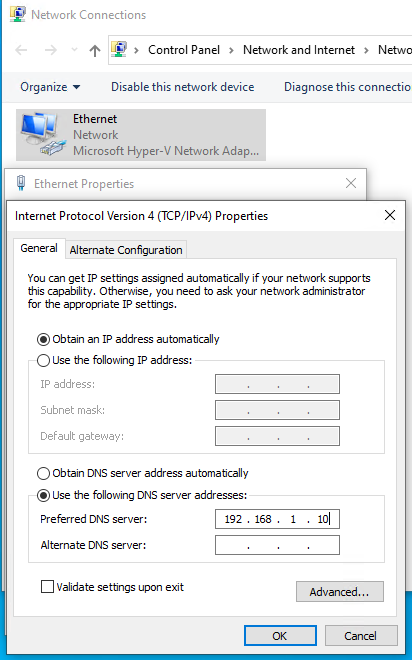 Network Connections
Control Panel > Network and Internet > Netwo
Organize Disable this network device Diagnose this connectio
Ethernet
Network
Microsoft Hyper-V Network Adap...
Ethernet Properties
Internet Protocol Version 4 (TCP/IPv4) Properties
General Alternate Configuration
You can get IP settings assigned automatically if your network supports
this capability. Otherwise, you need to ask your network administrator
for the appropriate IP settings.
Obtain an IP address automatically
Use the following IP address:
IP address: . . .
Subnet mask: . . .
Default gateway: . . .
Obtain DNS server address automatically
Use the following DNS server addresses:
Preferred DNS server: 192 . 168 . 1 . 10
Alternate DNS server: . . .
Validate settings upon exit
Advanced...
OK Cancel